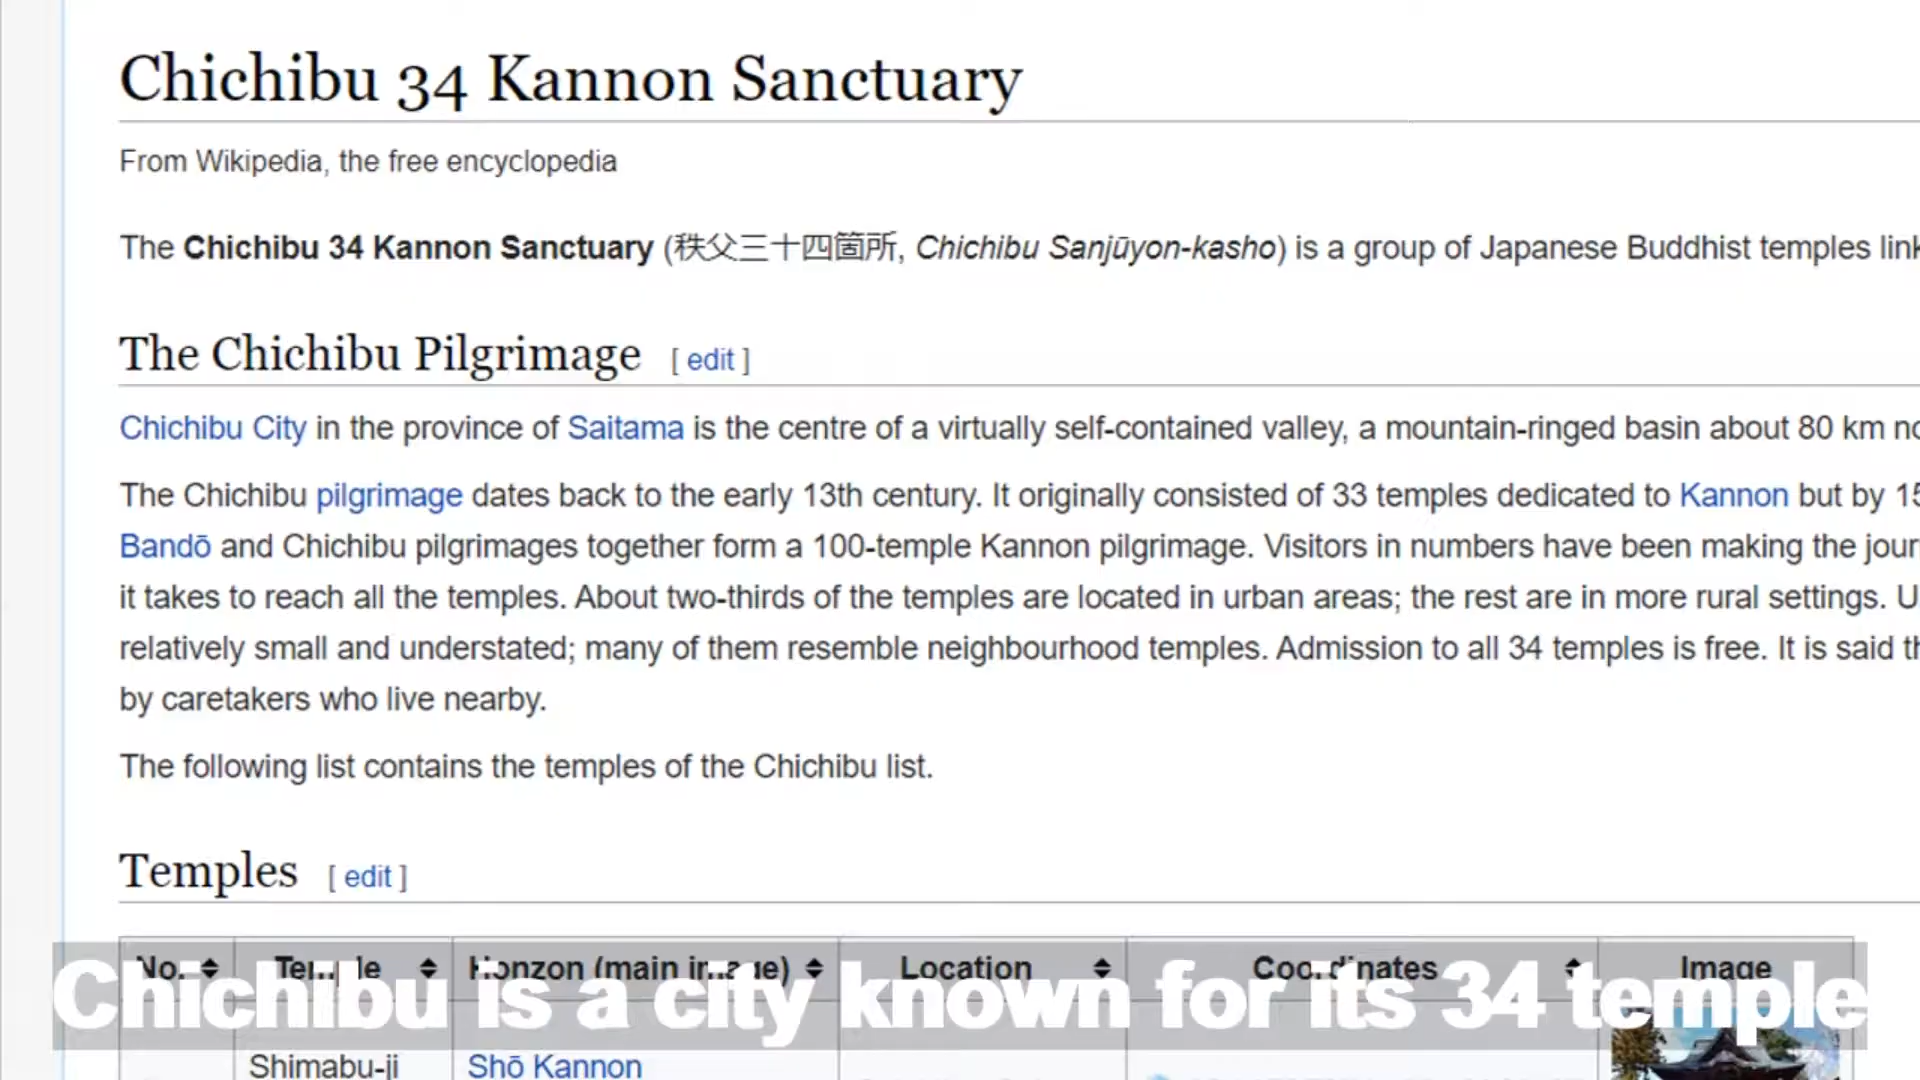 Chichibu 34 Kannon Sanctuary
From Wikipedia, the free encyclopedia
The Chichibu 34 Kannon Sanctuary (秩父三十四箇所, Chichibu Sanjūyon-kasho) is a group of Japanese Buddhist temples
The Chichibu Pilgrimage [ edit ]
Chichibu City in the province of Saitama is the centre of a virtually self-contained valley, a mountain-ringed basin about 80 km
The Chichibu pilgrimage dates back to the early 13th century. It originally consisted of 33 temples dedicated to Kannon but by
Bandō and Chichibu pilgrimages together form a 100-temple Kannon pilgrimage. Visitors in numbers have been making the
it takes to reach all the temples. About two-thirds of the temples are located in urban areas; the rest are in more rural settings.
relatively small and understated; many of them resemble neighbourhood temples. Admission to all 34 temples is free. It is said
by caretakers who live nearby.
The following list contains the temples of the Chichibu list.
Temples [ edit ]
No. Temple Honzon (main image) Location Coordinates Image
Chichibu is a city known for its 34 temple
Shimabu-ji Shō Kannon